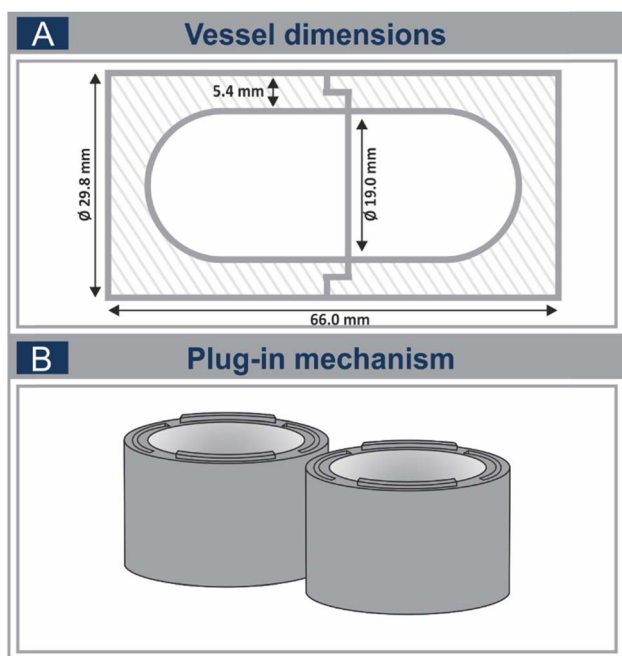 A
Vessel dimensions
5.4 mm
Ø 29.8 mm
Ø 19.0 mm
66.0 mm
B
Plug-in mechanism